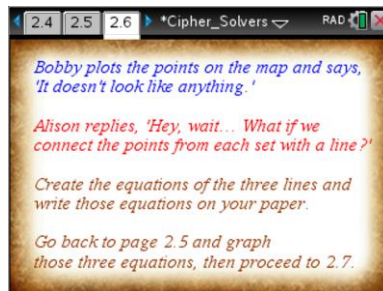 2.4 2.5 2.6 *Cipher_Solvers RAD
Bobby plots the points on the map and says,
'It doesn't look like anything.'
Alison replies, 'Hey, wait... What if we
connect the points from each set with a line?'
Create the equations of the three lines and
write those equations on your paper.
Go back to page 2.5 and graph
those three equations, then proceed to 2.7.